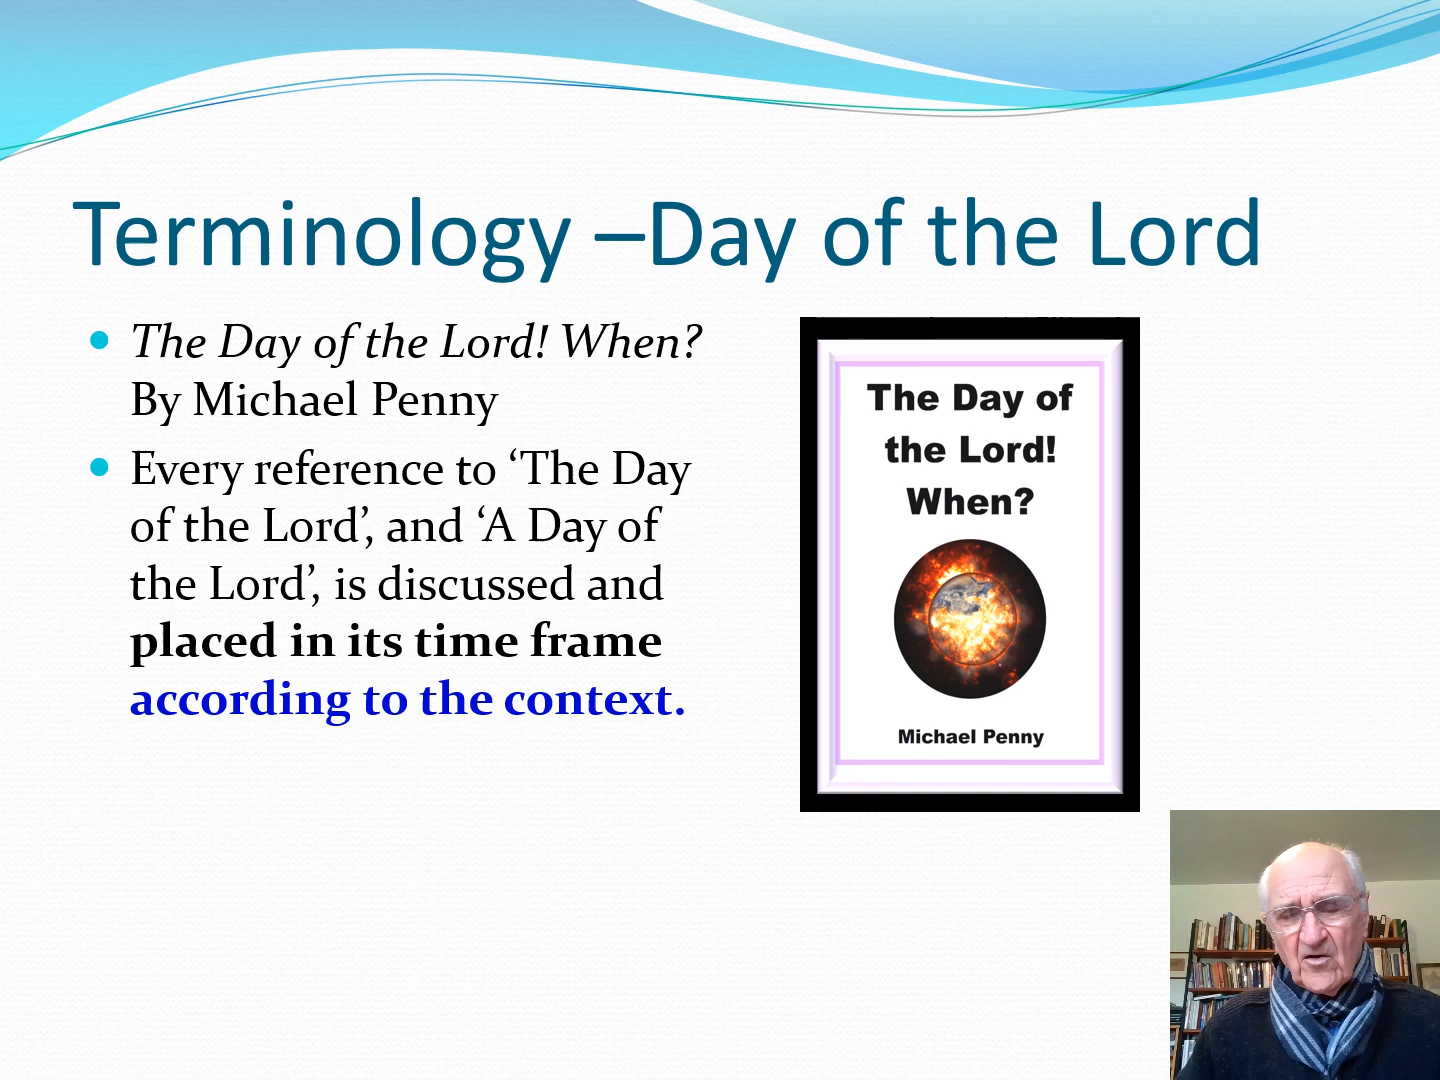 Terminology –Day of the Lord
The Day of the Lord! When?
By Michael Penny
Every reference to ‘The Day
of the Lord’, and ‘A Day of
the Lord’, is discussed and
placed in its time frame
according to the context.
The Day of
the Lord!
When?
Michael Penny